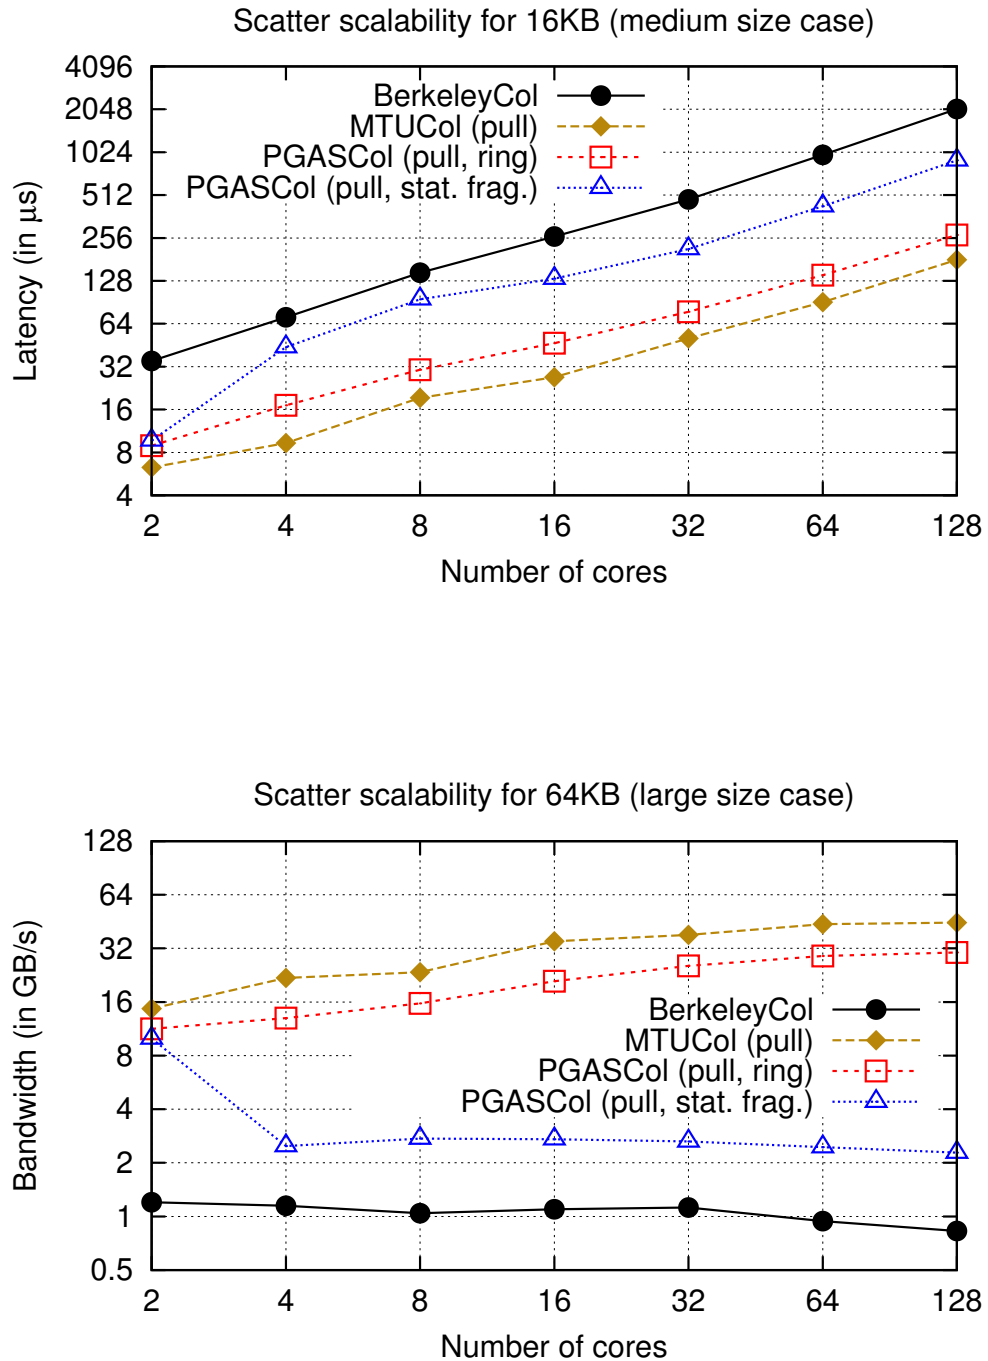 Scatter scalability for 16KB (medium size case)
4096
2048
1024
512
256
128
64
32
16
8
4
Latency (in µs)
BerkeleyCol
MTUCol (pull)
PGASCol (pull, ring)
PGASCol (pull, stat. frag.)
2 4 8 16 32 64 128
Number of cores
Scatter scalability for 64KB (large size case)
128
64
32
16
8
4
2
1
0.5
Bandwidth (in GB/s)
BerkeleyCol
MTUCol (pull)
PGASCol (pull, ring)
PGASCol (pull, stat. frag.)
2 4 8 16 32 64 128
Number of cores